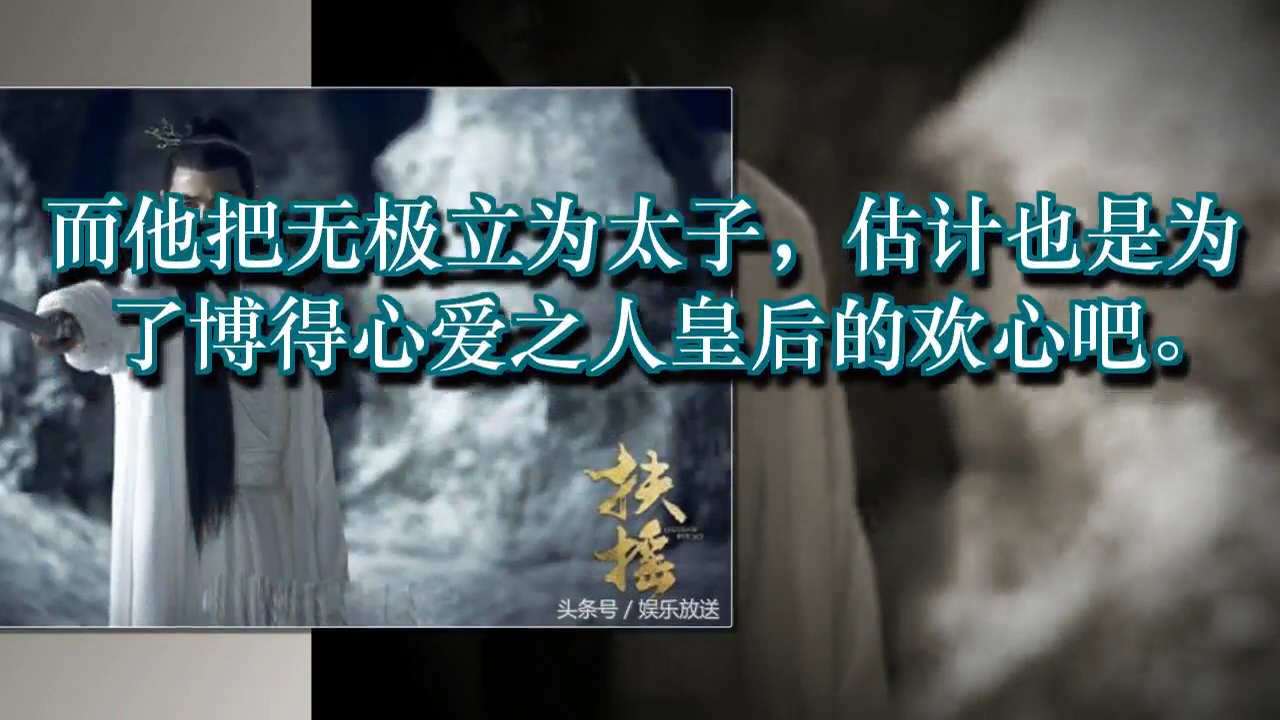 而他把无极立为太子，估计也是为
了博得心爱之人皇后的欢心吧。
扶
摇
头条号 / 娱乐放送